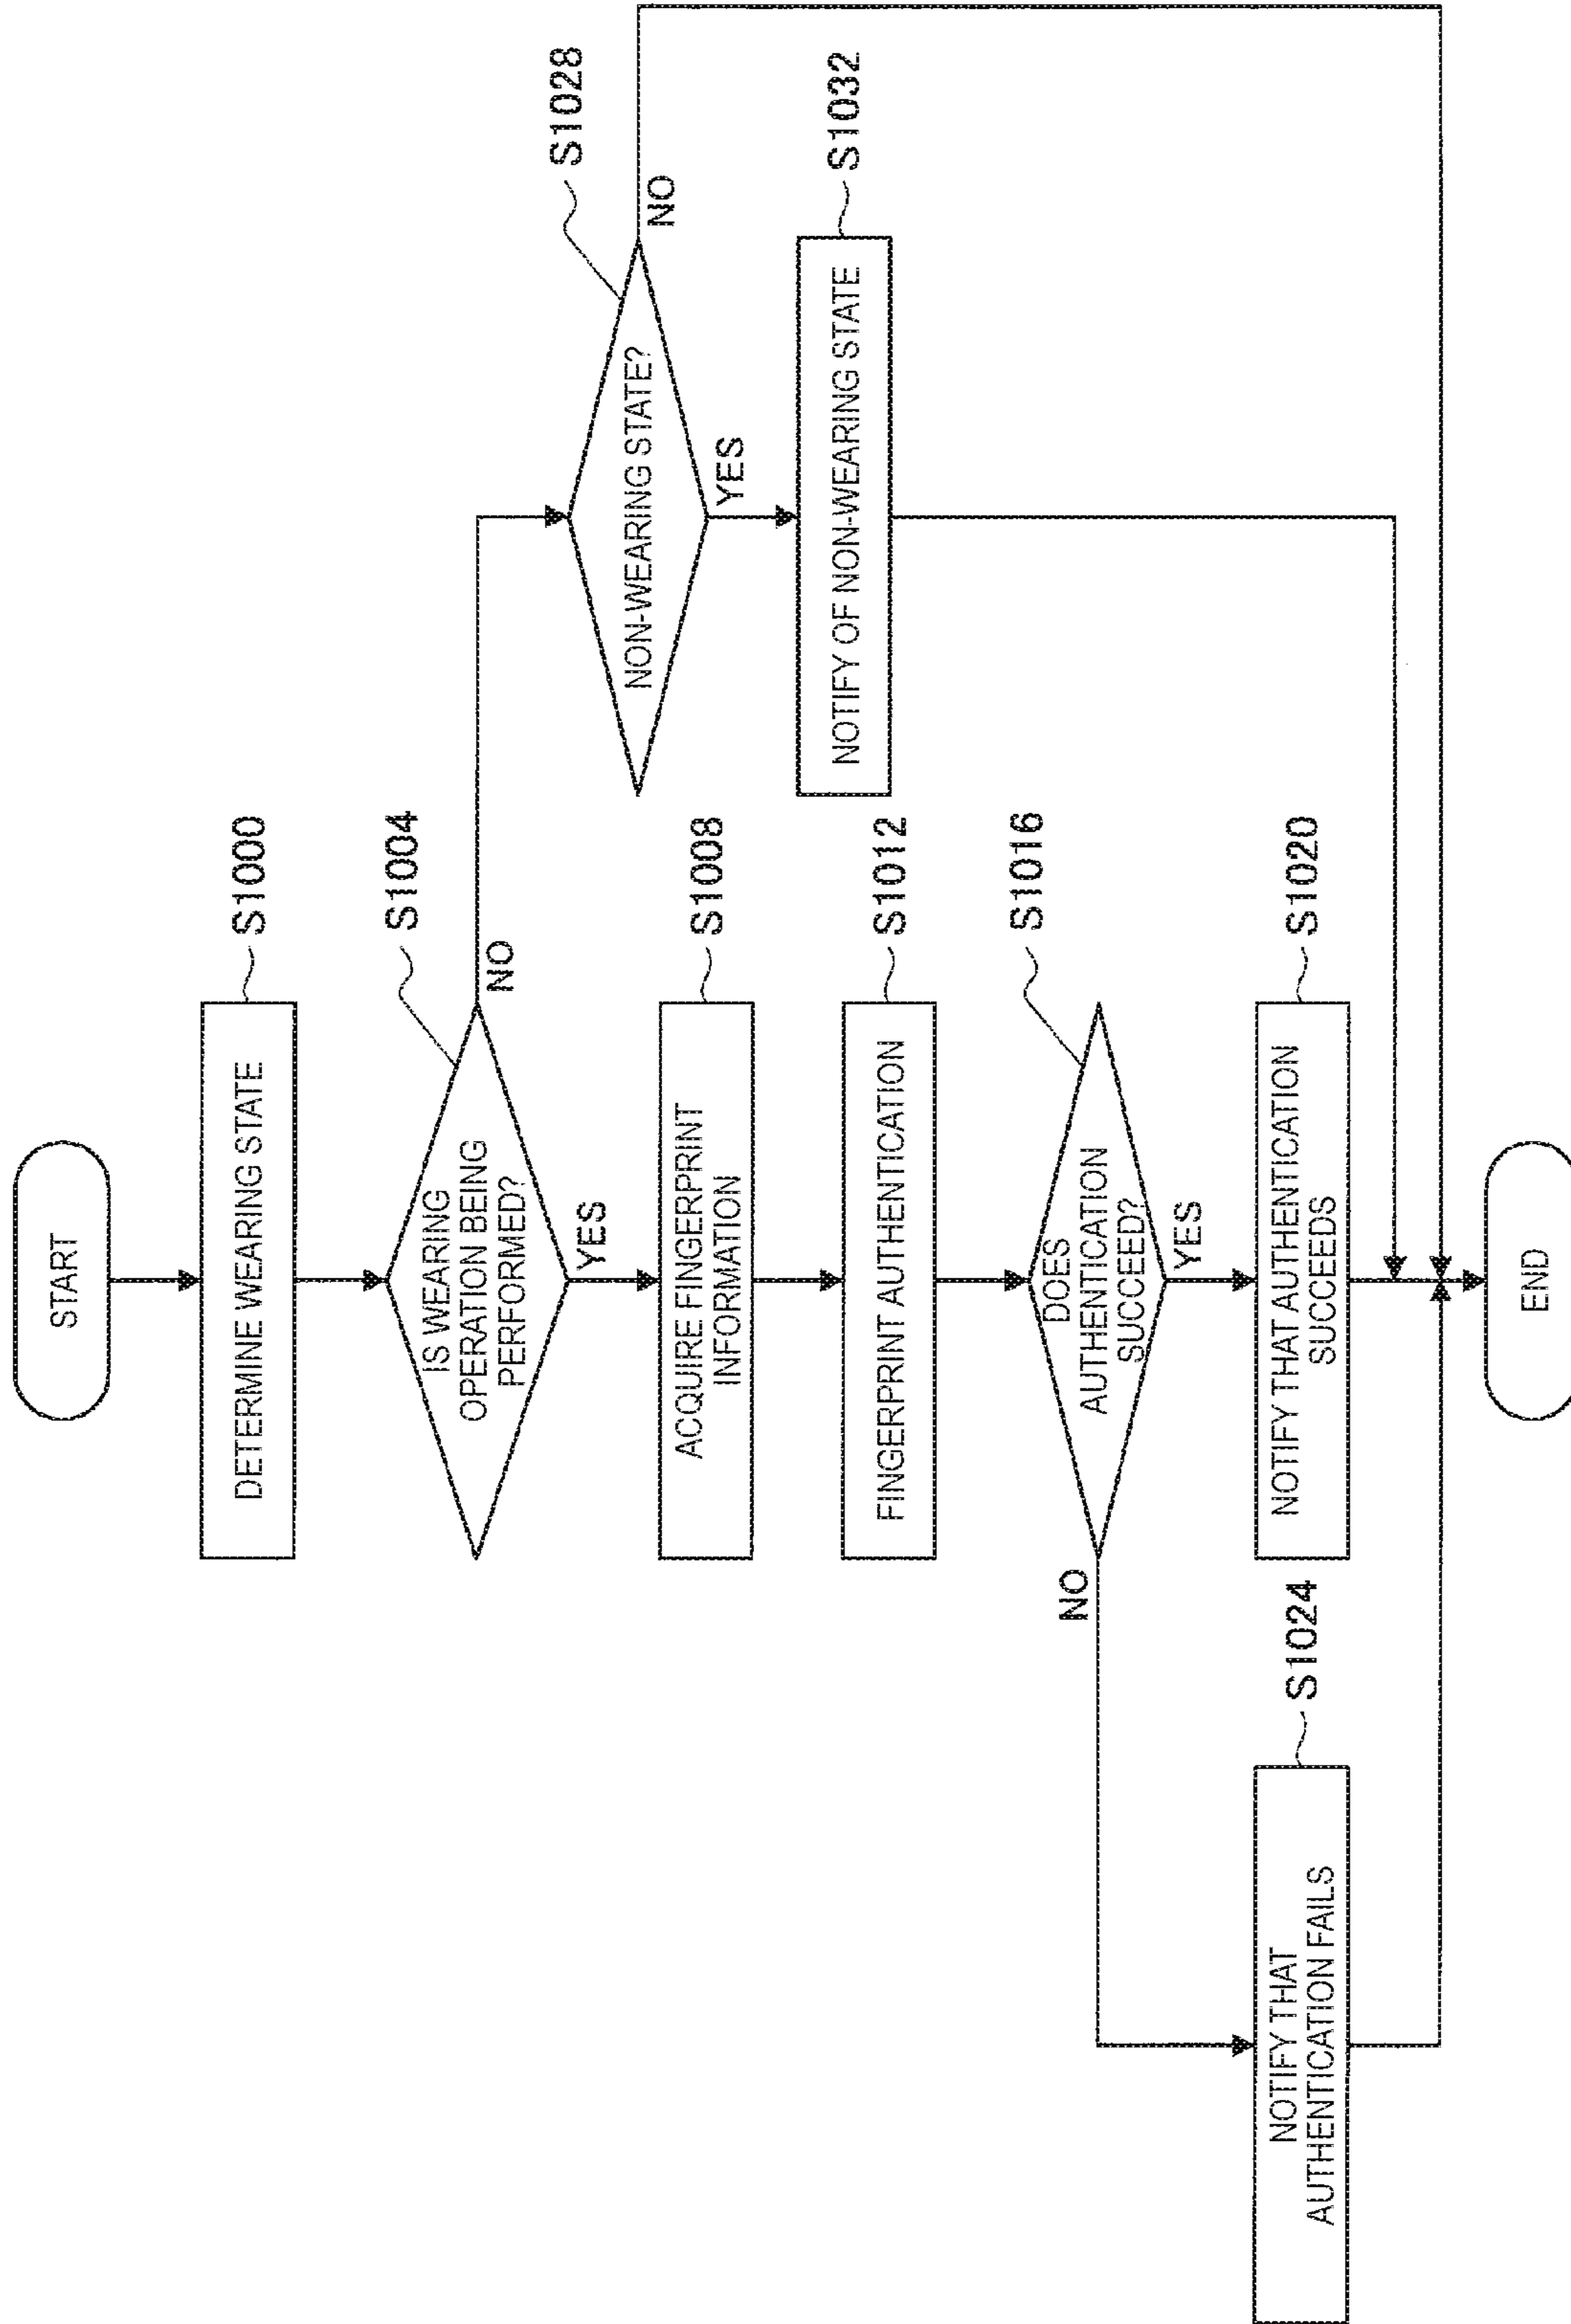 START
DETERMINE WEARING STATE
S1000
IS WEARING
OPERATION BEING
PERFORMED?
S1004
NO
YES
NON-WEARING STATE?
S1028
NO
YES
NOTIFY OF NON-WEARING STATE
S1032
ACQUIRE FINGERPRINT
INFORMATION
S1008
FINGERPRINT AUTHENTICATION
S1012
DOES
AUTHENTICATION
SUCCEED?
S1016
NO
YES
NOTIFY THAT
AUTHENTICATION FAILS
S1024
NOTIFY THAT AUTHENTICATION
SUCCEEDS
S1020
END